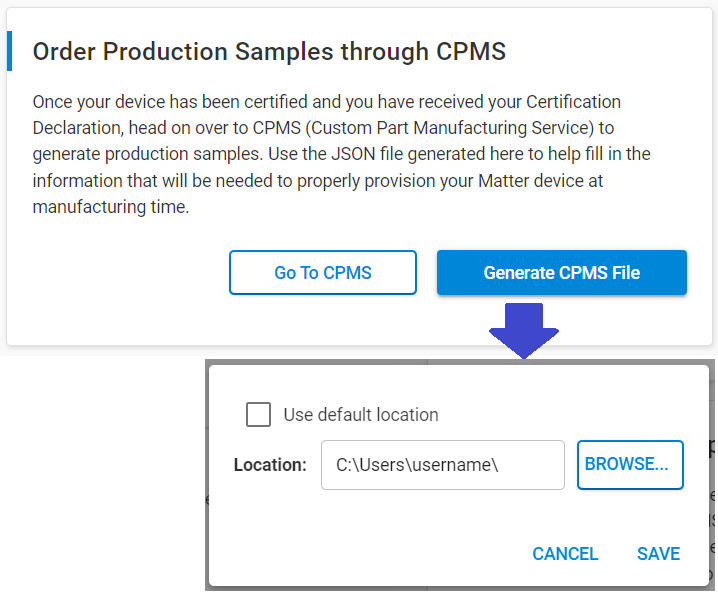 Order Production Samples through CPMS
Once your device has been certified and you have received your Certification
Declaration, head on over to CPMS (Custom Part Manufacturing Service) to
generate production samples. Use the JSON file generated here to help fill in the
information that will be needed to properly provision your Matter device at
manufacturing time.
Go To CPMS
Generate CPMS File
Use default location
Location:
C:\Users\username\
BROWSE...
CANCEL
SAVE